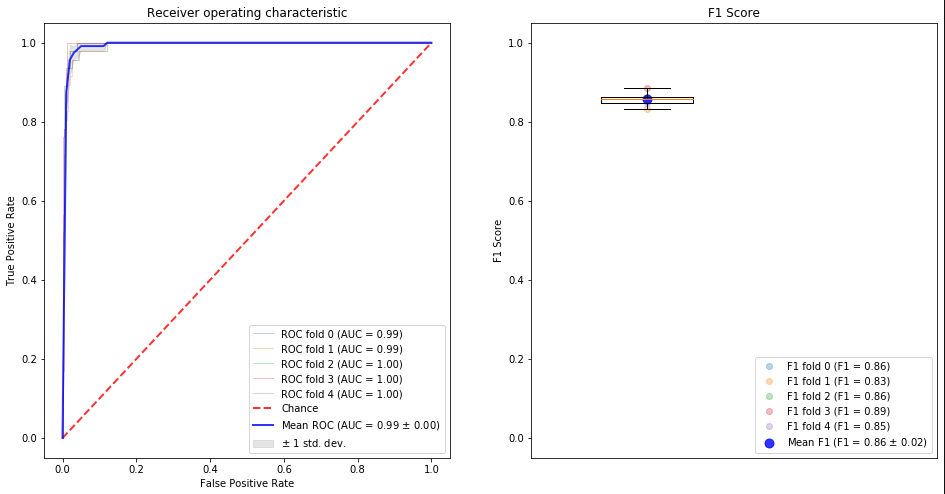 Receiver operating characteristic
1.0
0.8
0.6
0.4
0.2
0.0
True Positive Rate
0.0 0.2 0.4 0.6 0.8 1.0
False Positive Rate
ROC fold 0 (AUC = 0.99)
ROC fold 1 (AUC = 0.99)
ROC fold 2 (AUC = 1.00)
ROC fold 3 (AUC = 1.00)
ROC fold 4 (AUC = 1.00)
Chance
Mean ROC (AUC = 0.99 ± 0.00)
± 1 std. dev.
F1 Score
1.0
0.8
0.6
0.4
0.2
0.0
F1 Score
F1 fold 0 (F1 = 0.86)
F1 fold 1 (F1 = 0.83)
F1 fold 2 (F1 = 0.86)
F1 fold 3 (F1 = 0.89)
F1 fold 4 (F1 = 0.85)
Mean F1 (F1 = 0.86 ± 0.02)